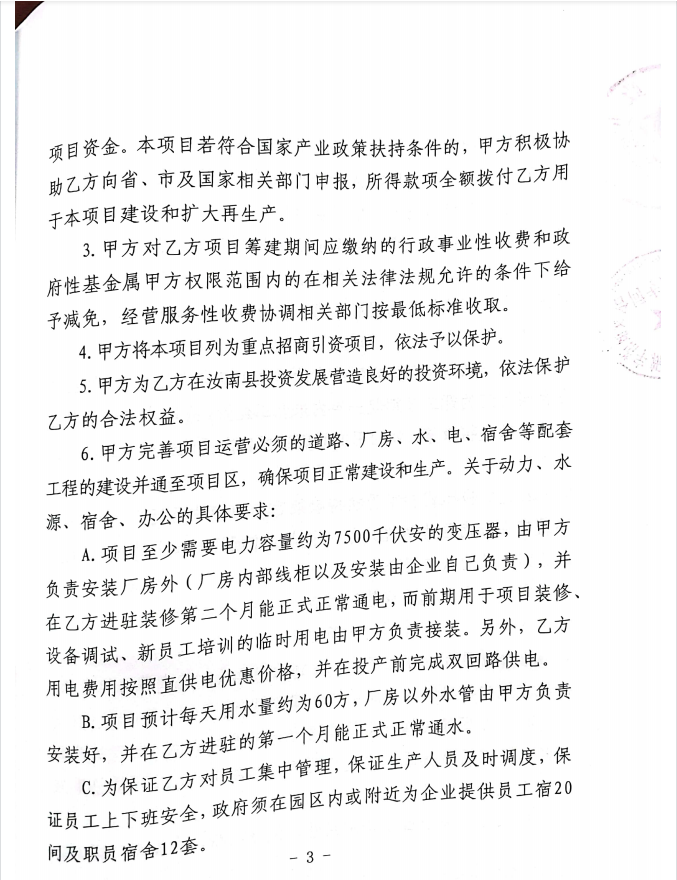 项目资金。本项目若符合国家产业政策扶持条件的，甲方积极协
助乙方向省、市及国家相关部门申报，所得款项全额拨付乙方用
于本项目建设和扩大再生产。
3.甲方对乙方项目筹建期间应缴纳的行政事业性收费和政
府性基金属甲方权限范围内的在相关法律法规允许的条件下给
予减免，经营服务性收费协调相关部门按最低标准收取。
4.甲方将本项目列为重点招商引资项目，依法予以保护。
5.甲方为乙方在汝南县投资发展营造良好的投资环境，依法保护
乙方的合法权益。
6.甲方完善项目运营必须的道路、厂房、水、电、宿舍等配套
工程的建设并通至项目区，确保项目正常建设和生产。关于动力、水
源、宿舍、办公的具体要求：
A.项目至少需要电力容量约为7500千伏安的变压器，由甲方
负责安装厂房外（厂房内部线柜以及安装由企业自己负责），并
在乙方进驻装修第二个月能正式正常通电，而前期用于项目装修、
设备调试、新员工培训的临时用电由甲方负责接装。另外，乙方
用电费用按照直供电优惠价格，并在投产前完成双回路供电。
B.项目预计每天用水量约为60方，厂房以外水管由甲方负责
安装好，并在乙方进驻的第一个月能正式正常通水。
C.为保证乙方对员工集中管理，保证生产人员及时调度，保
证员工上下班安全，政府须在园区内或附近为企业提供员工宿20
间及职员宿舍12套。
- 3 -